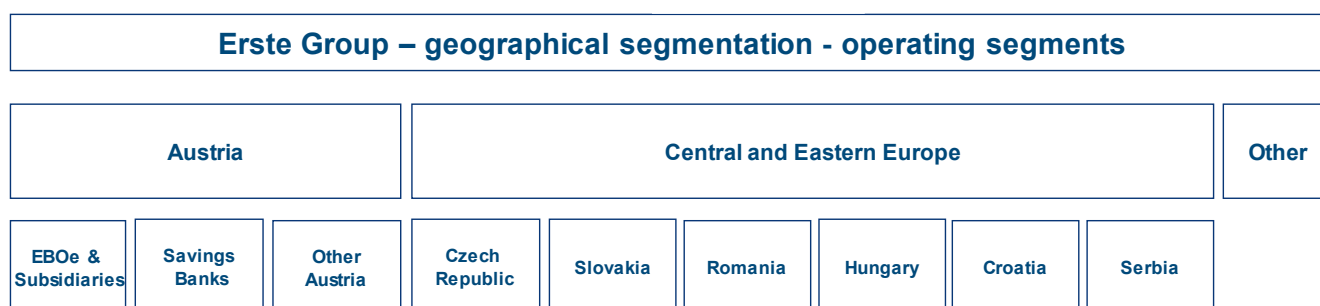 Erste Group – geographical segmentation - operating segments
Austria
Central and Eastern Europe
Other
EBOe &
Subsidiaries
Savings
Banks
Other
Austria
Czech
Republic
Slovakia
Romania
Hungary
Croatia
Serbia